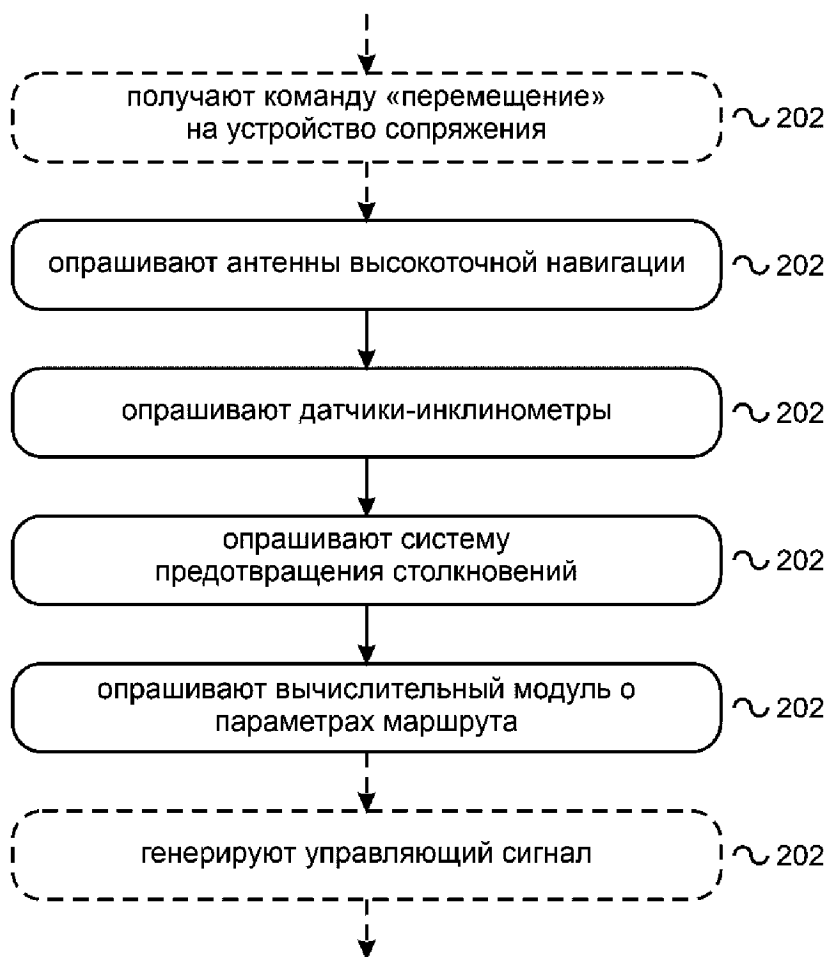 получают команду «перемещение»
на устройство сопряжения
202
опрашивают антенны высокоточной навигации
202
опрашивают датчики-инклинометры
202
опрашивают систему
предотвращения столкновений
202
опрашивают вычислительный модуль о
параметрах маршрута
202
генерируют управляющий сигнал
202